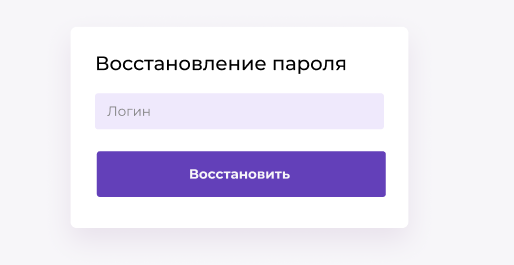 Восстановление пароля
Логин
Восстановить